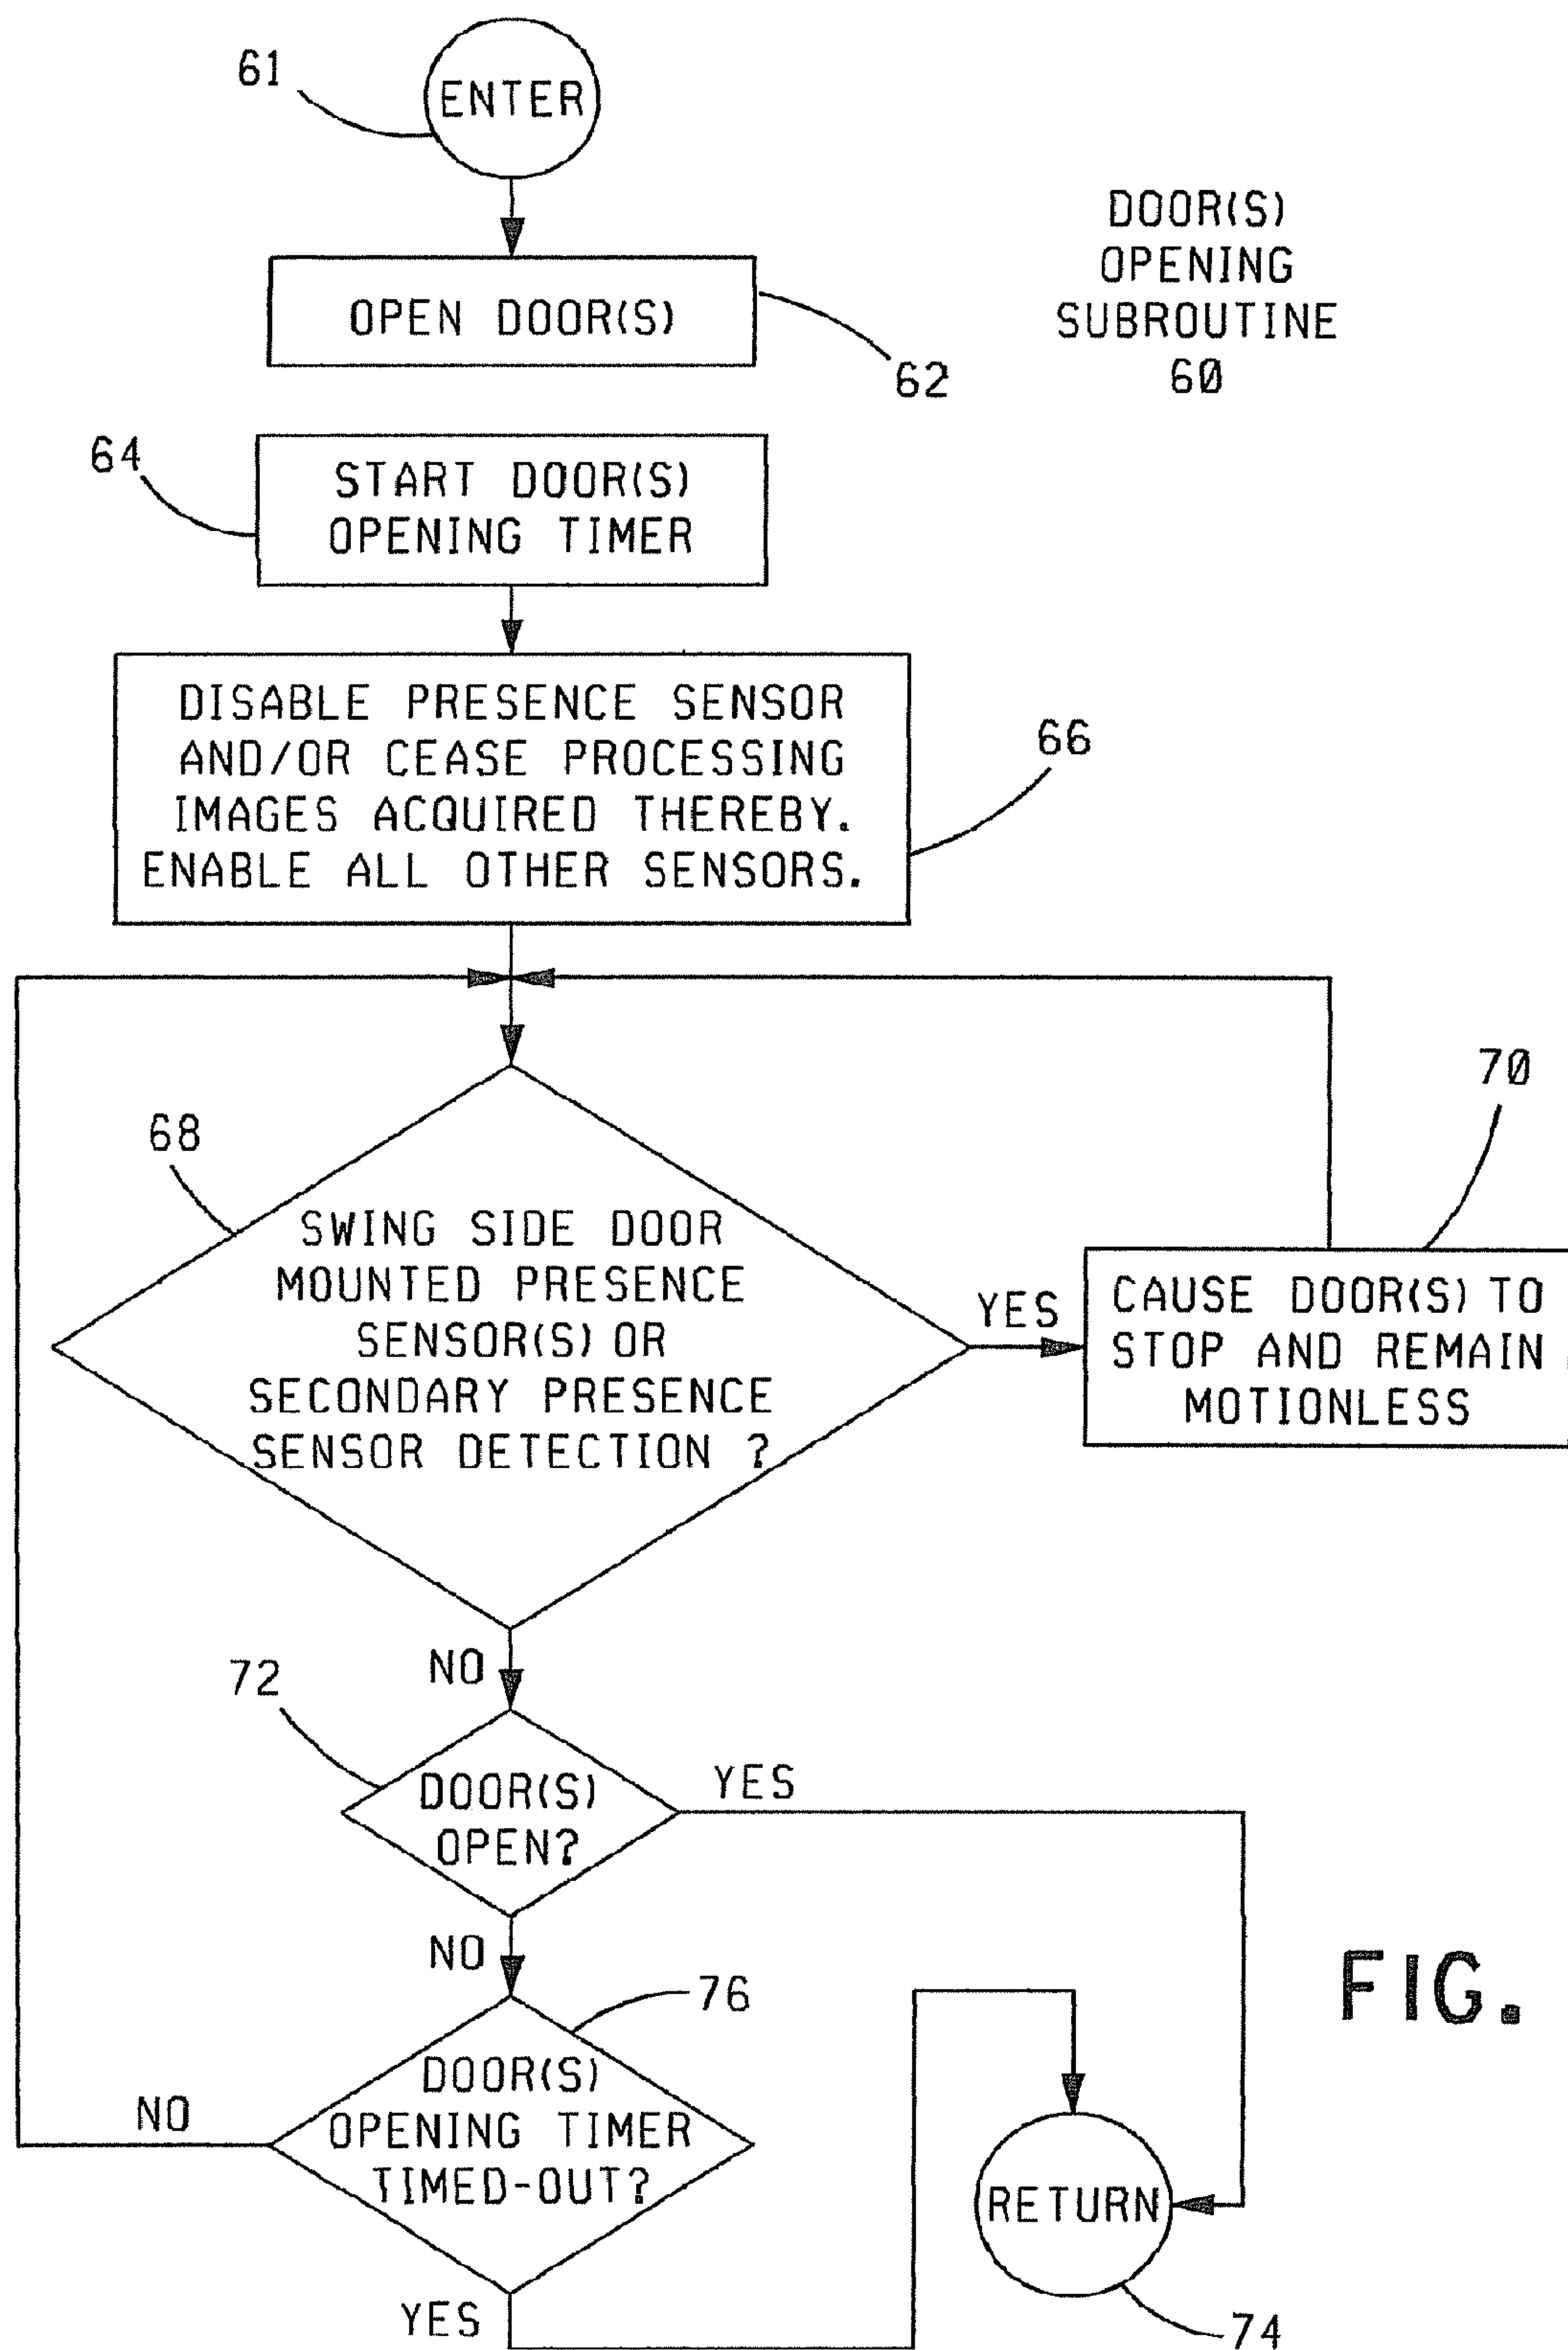 61
ENTER
DOOR(S)
OPENING
SUBROUTINE
60
OPEN DOOR(S)
62
64
START DOOR(S)
OPENING TIMER
DISABLE PRESENCE SENSOR
AND/OR CEASE PROCESSING
IMAGES ACQUIRED THEREBY.
ENABLE ALL OTHER SENSORS.
66
68
SWING SIDE DOOR
MOUNTED PRESENCE
SENSOR(S) OR
SECONDARY PRESENCE
SENSOR DETECTION ?
YES
70
CAUSE DOOR(S) TO
STOP AND REMAIN
MOTIONLESS
NO
72
DOOR(S)
OPEN?
YES
NO
76
DOOR(S)
OPENING TIMER
TIMED-OUT?
NO
YES
RETURN
74
FIG.